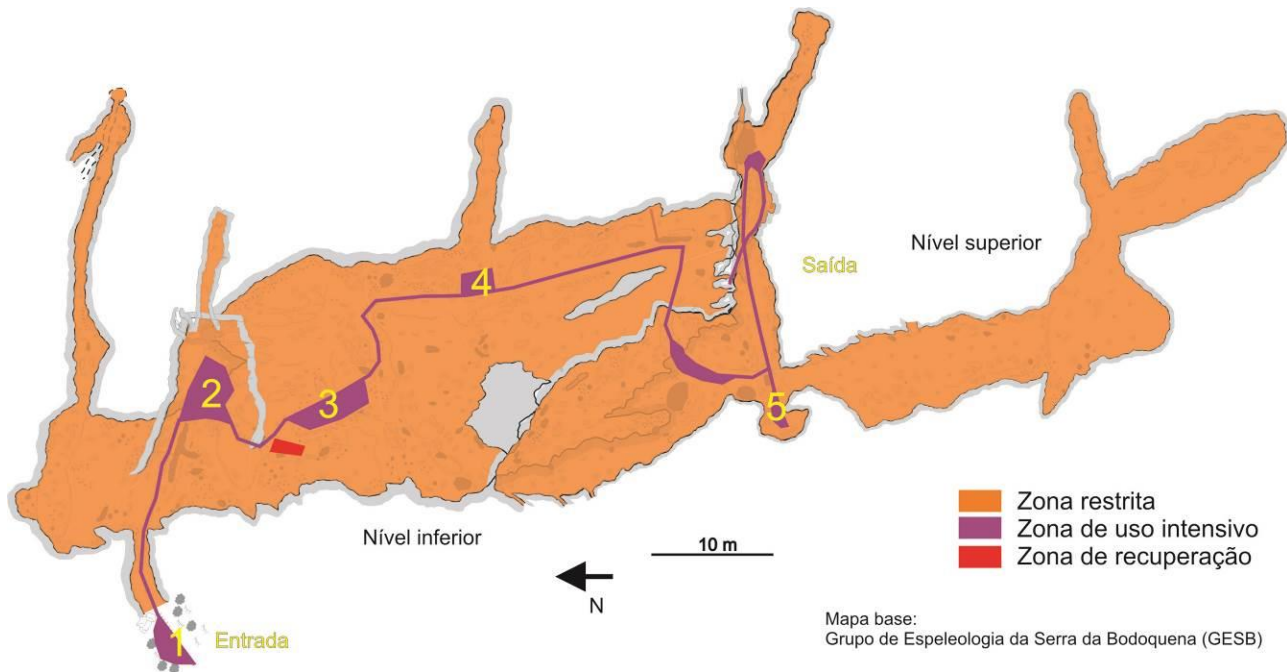 Nível superior
Saída
4
2
3
5
Nível inferior
10 m
N
Zona restrita
Zona de uso intensivo
Zona de recuperação
1
Entrada
Mapa base:
Grupo de Espeleologia da Serra da Bodoquena (GESB)